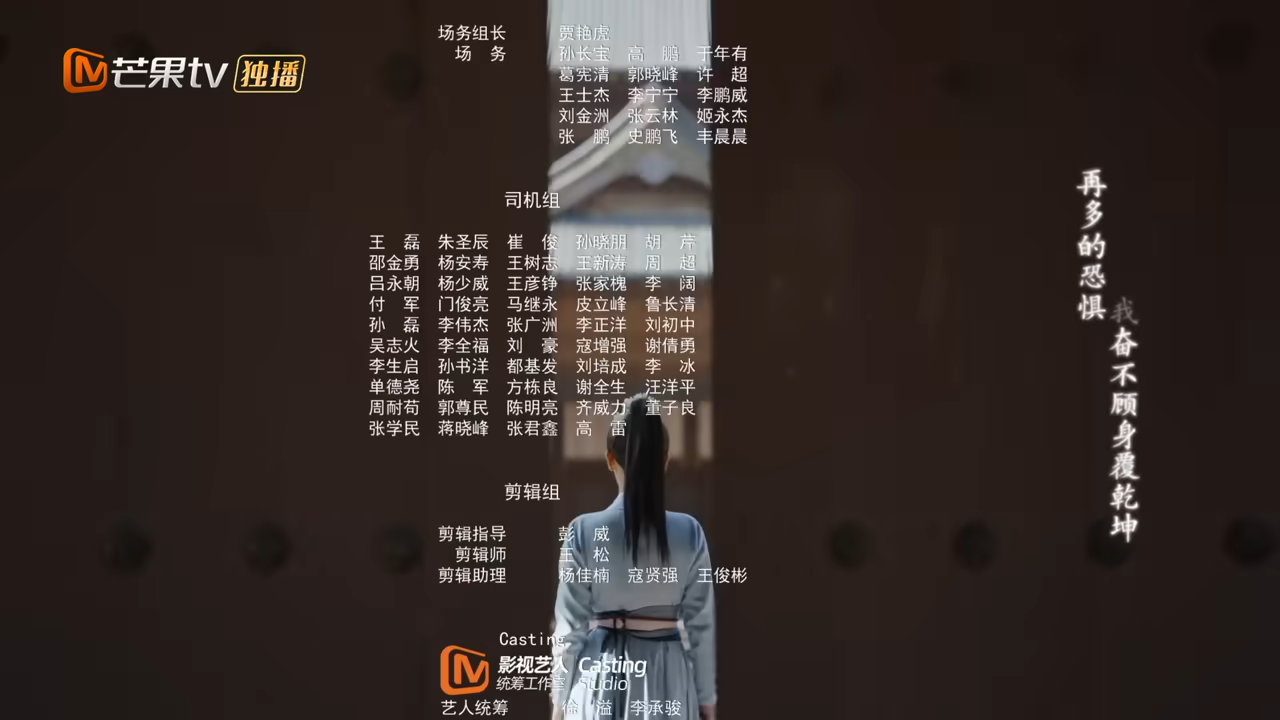 芒果tv 独播
场务组长 贾艳虎
场 务 孙长宝 高 鹏 于年有
葛宪清 郭晓峰 许 超
王士杰 李宁宁 李鹏威
刘金洲 张云林 姬永杰
张 鹏 史鹏飞 丰晨晨
司机组
王 磊 朱圣辰 崔 俊 孙晓朋 胡 芹
邵金勇 杨安寿 王树志 王新涛 周 超
吕永朝 杨少威 王彦铮 张家槐 李 阔
付 军 门俊亮 马继永 皮立峰 鲁长清
孙 磊 李伟杰 张广洲 李正洋 刘初中
吴志火 李全福 刘 豪 寇增强 谢倩勇
李生启 孙书洋 都基发 刘培成 李 冰
单德尧 陈 军 方栋良 谢全生 汪洋平
周耐苟 郭尊民 陈明亮 齐威力 董子良
张学民 蒋晓峰 张君鑫 高 雷
剪辑组
剪辑指导 彭 威
剪辑师 王 松
剪辑助理 杨佳楠 寇贤强 王俊彬
Casting
影视艺人 Casting
统筹工作室 Studio
艺人统筹 徐 溢 李承骏
再多的恐惧
我奋不顾身覆乾坤